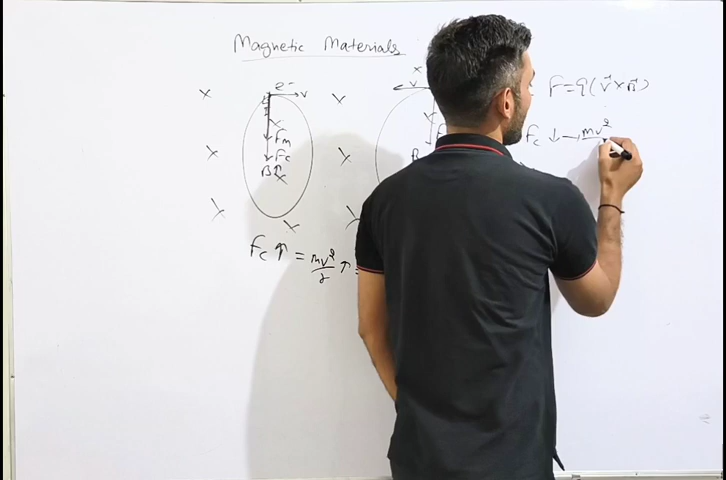 Magnetic Materials
e- v
Fm
Fc
B↑
Fc ↑ = mv²/r ↑ =
v
F = q(v⃗ × B⃗)
Fc ↓ → mv²